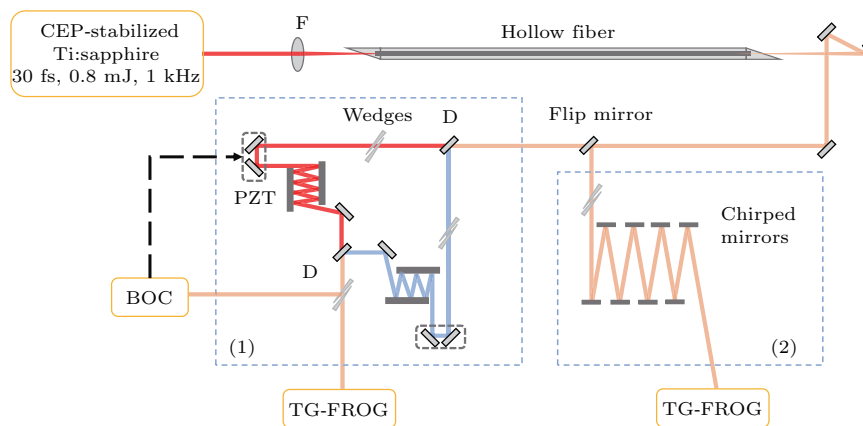 CEP-stabilized
Ti:sapphire
30 fs, 0.8 mJ, 1 kHz
F
Hollow fiber
Wedges
D
Flip mirror
PZT
Chirped
mirrors
D
BOC
(1)
(2)
TG-FROG
TG-FROG